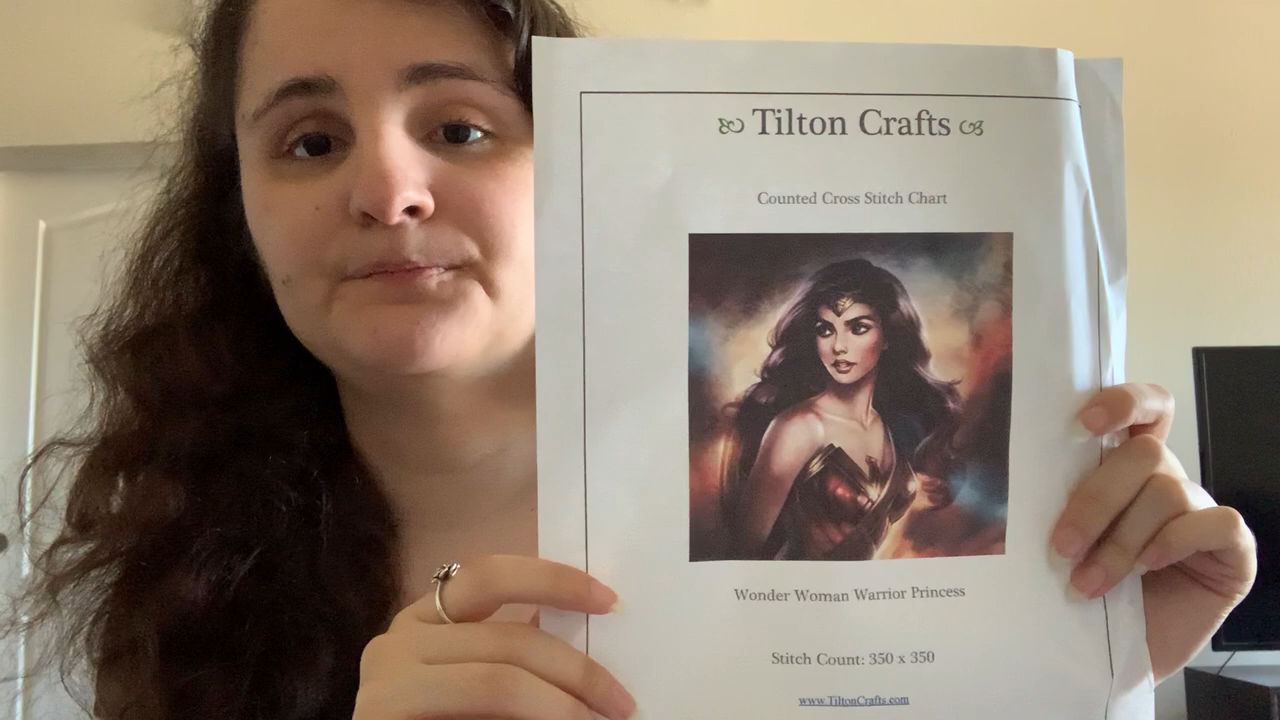 Tilton Crafts
Counted Cross Stitch Chart
Wonder Woman Warrior Princess
Stitch Count: 350 x 350
www.TiltonCrafts.com